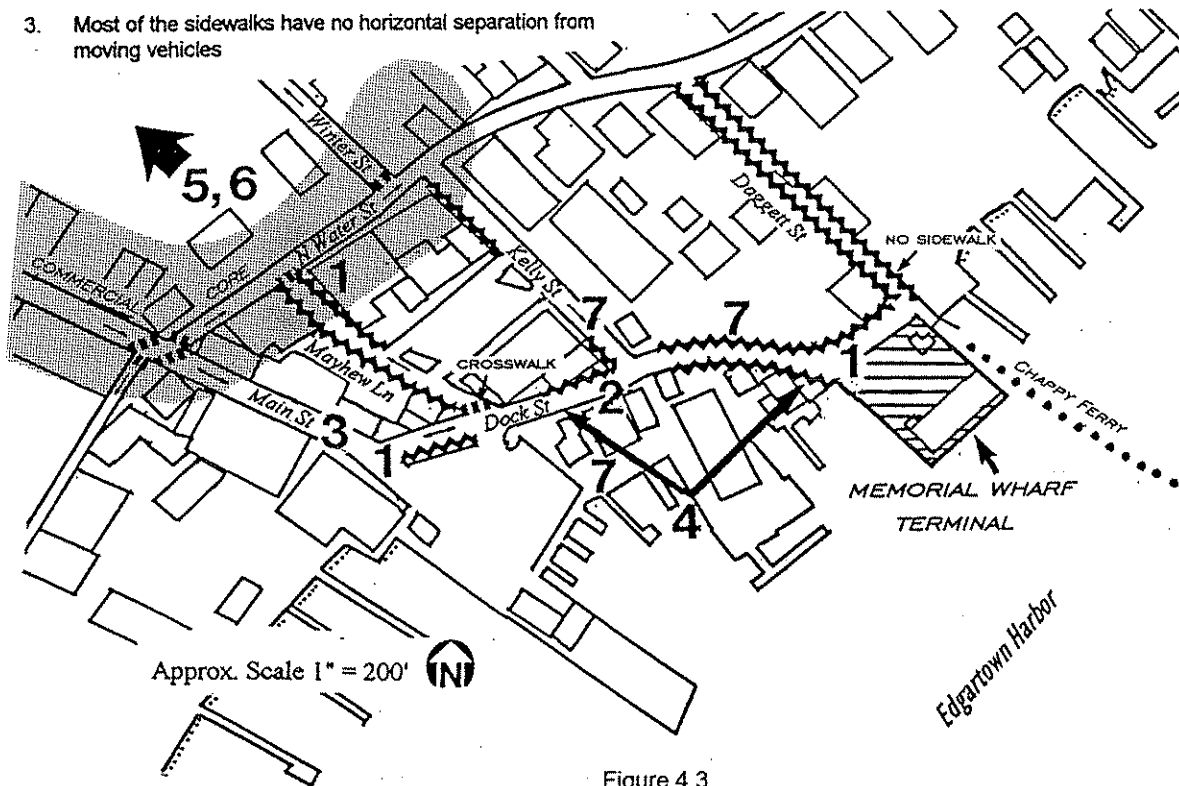 3. Most of the sidewalks have no horizontal separation from
moving vehicles
Winter St
5, 6
N Water St
COMMERCIAL
CORE
1
Daggett St
NO SIDEWALK
Kelly St
7
7
1
CROSSWALK
Mayhew Ln
Dock St
2
Main St
3
1
CHAPPY FERRY
7
4
MEMORIAL WHARF
TERMINAL
Approx. Scale 1" = 200'
N
Edgartown Harbor
Figure 4.3